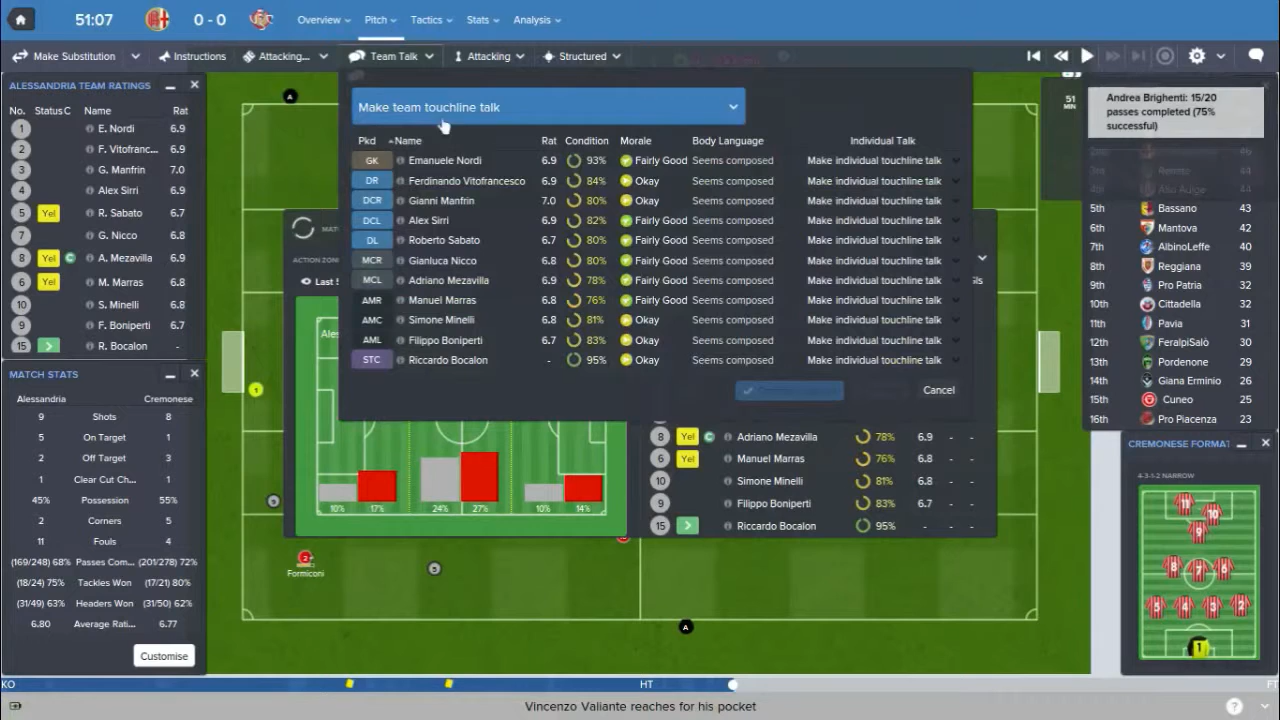 51:07
0 - 0
Overview
Pitch
Tactics
Stats
Analysis
Make Substitution
Instructions
Attacking...
Team Talk
Attacking
Structured
ALESSANDRIA TEAM RATINGS
No. Status C Name Rat
1 E. Nordi 6.9
2 F. Vitofranc... 6.9
3 G. Manfrin 7.0
4 Alex Sirri 6.9
5 Yel R. Sabato 6.7
7 G. Nicco 6.8
8 Yel C A. Mezavilla 6.9
6 Yel M. Marras 6.8
10 S. Minelli 6.8
9 F. Boniperti 6.7
15 R. Bocalon
MATCH STATS
Alessandria Cremonese
9 Shots 8
5 On Target 1
2 Off Target 3
1 Clear Cut Ch... 1
45% Possession 55%
2 Corners 5
11 Fouls 4
(169/248) 68% Passes Com... (201/278) 72%
(18/24) 75% Tackles Won (17/21) 80%
(31/49) 63% Headers Won (31/50) 62%
6.80 Average Rati... 6.77
Customise
Make team touchline talk
Pkd Name Rat Condition Morale Body Language Individual Talk
GK Emanuele Nordi 6.9 93% Fairly Good Seems composed Make individual touchline talk
DR Ferdinando Vitofrancesco 6.9 84% Okay Seems composed Make individual touchline talk
DCR Gianni Manfrin 7.0 80% Okay Seems composed Make individual touchline talk
DCL Alex Sirri 6.9 82% Fairly Good Seems composed Make individual touchline talk
DL Roberto Sabato 6.7 80% Fairly Good Seems composed Make individual touchline talk
MCR Gianluca Nicco 6.8 80% Fairly Good Seems composed Make individual touchline talk
MCL Adriano Mezavilla 6.9 78% Fairly Good Seems composed Make individual touchline talk
AMR Manuel Marras 6.8 76% Fairly Good Seems composed Make individual touchline talk
AMC Simone Minelli 6.8 81% Okay Seems composed Make individual touchline talk
AML Filippo Boniperti 6.7 83% Okay Seems composed Make individual touchline talk
STC Riccardo Bocalon - 95% Okay Seems composed Make individual touchline talk
Cancel
ACTION ZON
Last S
Ales
10% 17% 24% 27% 10% 14%
8 Yel C Adriano Mezavilla 78% 6.9 - -
6 Yel Manuel Marras 76% 6.8 - -
10 Simone Minelli 81% 6.8 - -
9 Filippo Boniperti 83% 6.7 - -
15 Riccardo Bocalon 95% - - -
A
1
5
2
Formiconi
5
A
51
MIN
Andrea Brighenti: 15/20
passes completed (75%
successful)
5th Bassano 43
6th Mantova 42
7th AlbinoLeffe 40
8th Reggiana 39
9th Pro Patria 32
10th Cittadella 32
11th Pavia 31
12th FeralpiSalò 30
13th Pordenone 29
14th Giana Erminio 26
15th Cuneo 25
16th Pro Piacenza 23
CREMONESE FORMAT
4-3-1-2 NARROW
11
10
9
8 7 6
5 4 3 2
1
KO HT FT
Vincenzo Valiante reaches for his pocket
?